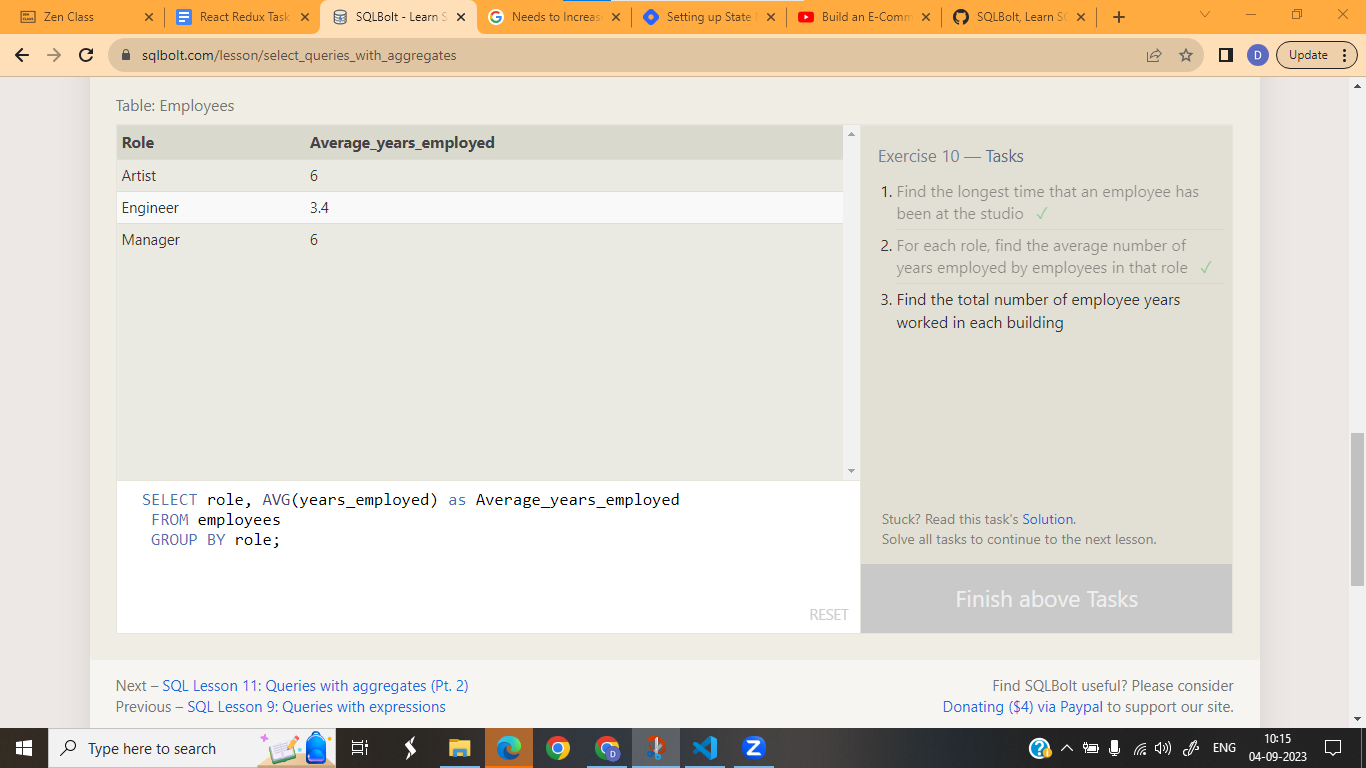 Zen Class
React Redux Task
SQLBolt - Learn S
Needs to Increas
Setting up State
Build an E-Comm
SQLBolt, Learn SQ
sqlbolt.com/lesson/select_queries_with_aggregates
D
Update
Table: Employees
Role Average_years_employed
Artist 6
Engineer 3.4
Manager 6
SELECT role, AVG(years_employed) as Average_years_employed
FROM employees
GROUP BY role;
RESET
Exercise 10 — Tasks
1. Find the longest time that an employee has
been at the studio ✓
2. For each role, find the average number of
years employed by employees in that role ✓
3. Find the total number of employee years
worked in each building
Stuck? Read this task's Solution.
Solve all tasks to continue to the next lesson.
Finish above Tasks
Next – SQL Lesson 11: Queries with aggregates (Pt. 2)
Previous – SQL Lesson 9: Queries with expressions
Find SQLBolt useful? Please consider
Donating ($4) via Paypal to support our site.
Type here to search
D
ENG
10:15
04-09-2023